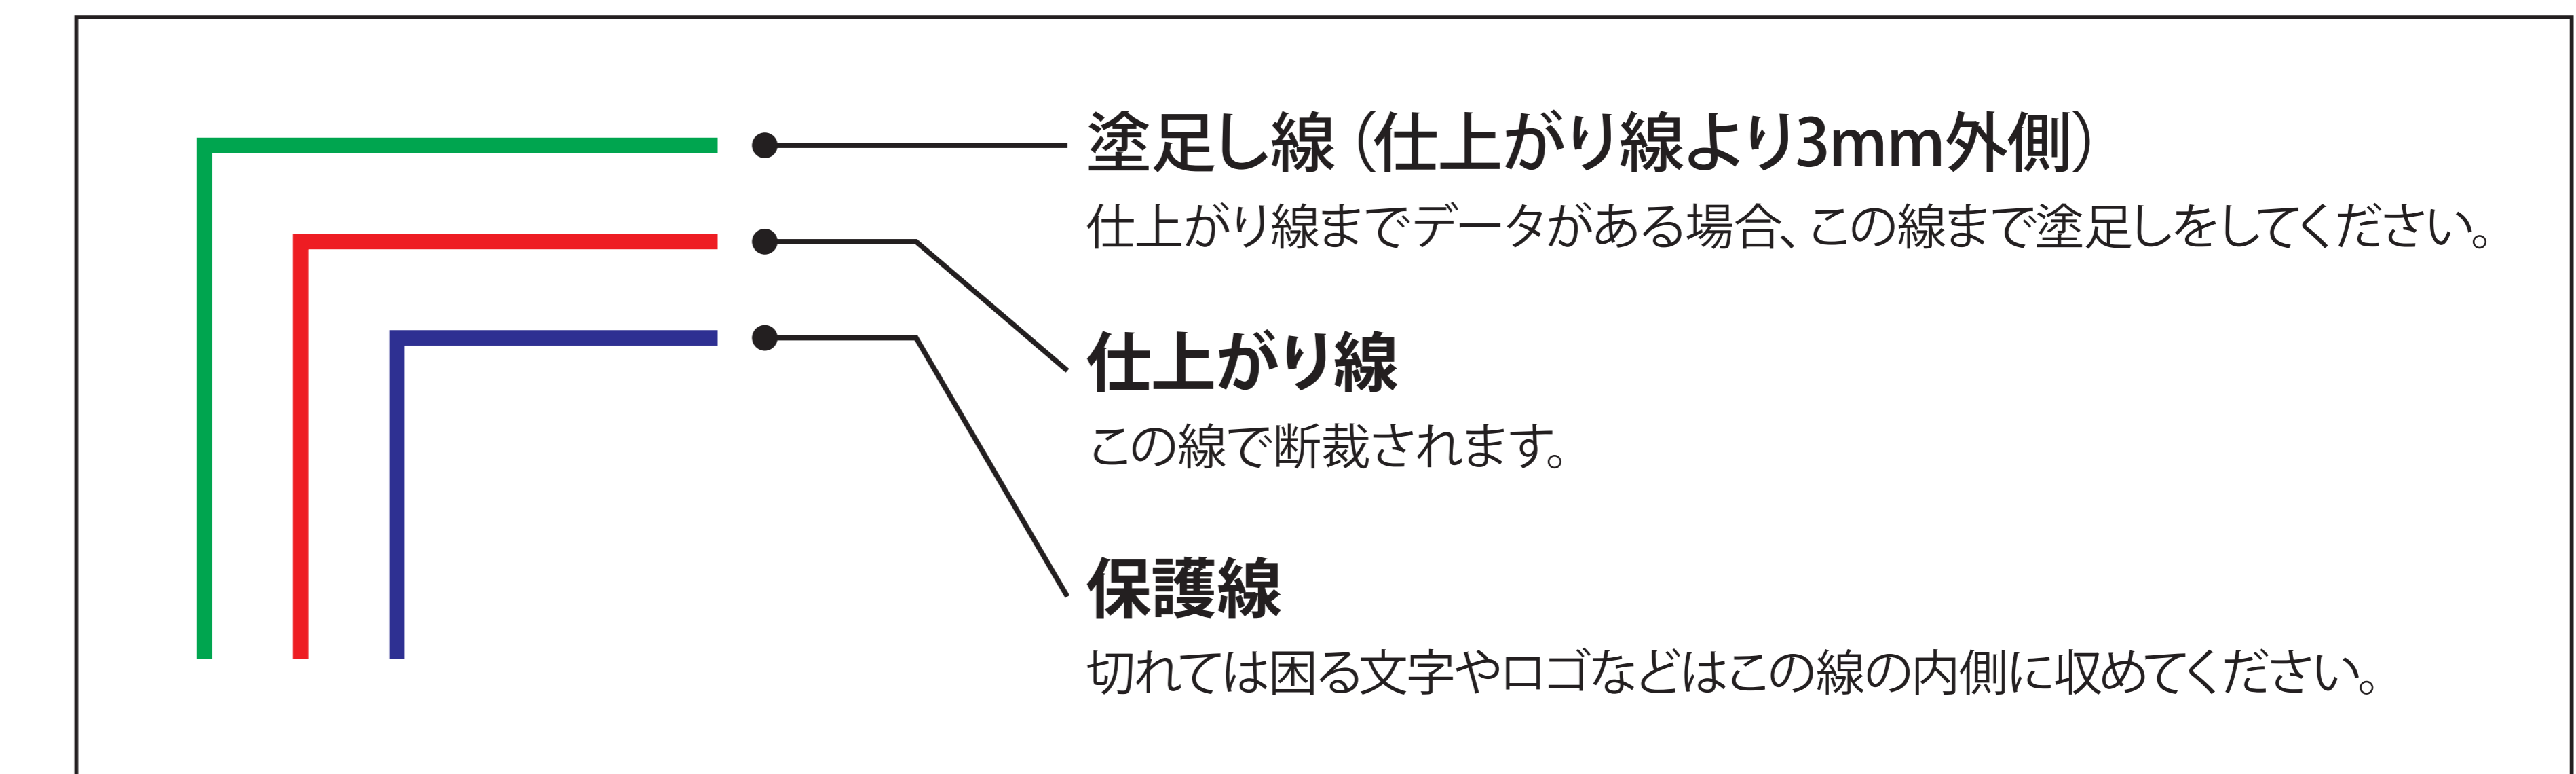 塗足し線（仕上がり線より3mm外側）
仕上がり線までデータがある場合、この線まで塗足しをしてください。
仕上がり線
この線で断裁されます。
保護線
切れては困る文字やロゴなどはこの線の内側に収めてください。